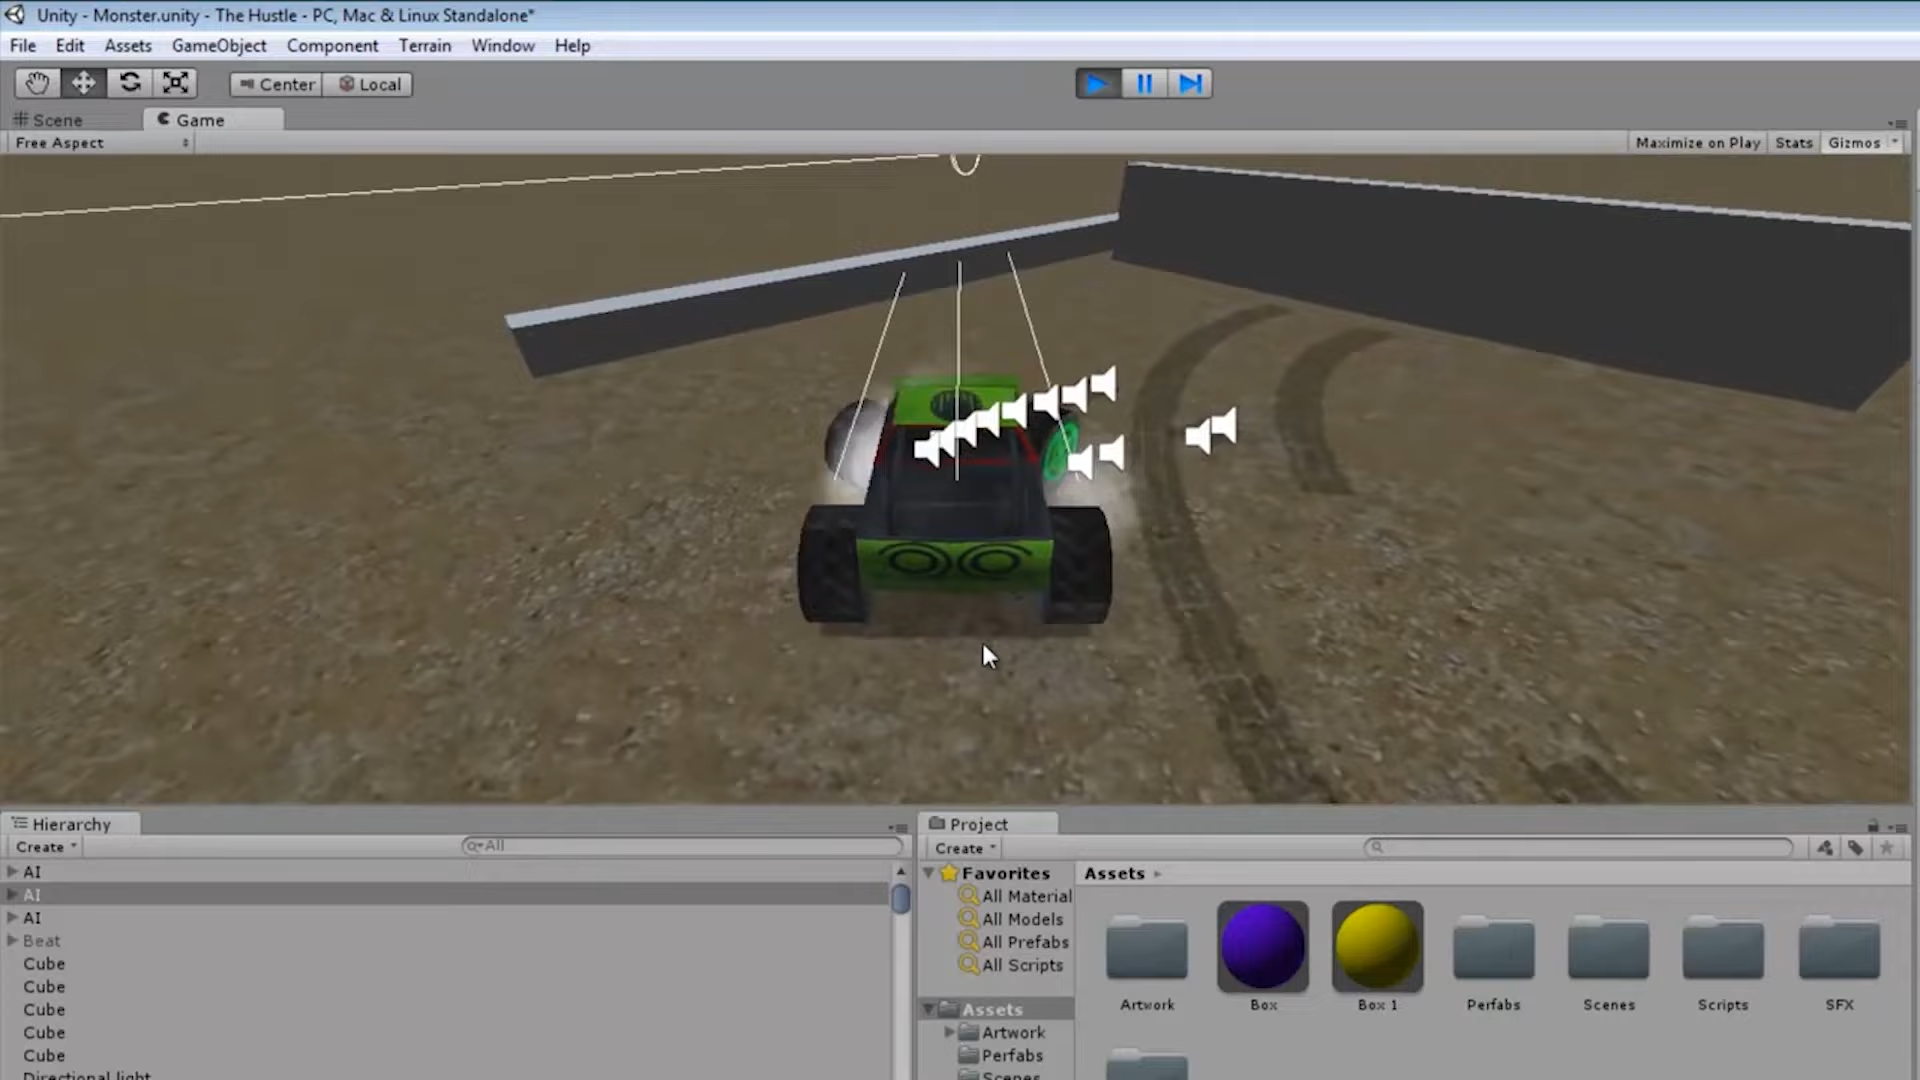 Unity - Monster.unity - The Hustle - PC, Mac & Linux Standalone*
File Edit Assets GameObject Component Terrain Window Help
Center Local
Scene Game
Free Aspect Maximize on Play Stats Gizmos
Hierarchy
Create All
AI
AI
AI
Beat
Cube
Cube
Cube
Cube
Cube
Directional light
Project
Create
Favorites
All Material
All Models
All Prefabs
All Scripts
Assets
Artwork
Perfabs
Scenes
Assets
Artwork Box Box 1 Perfabs Scenes Scripts SFX